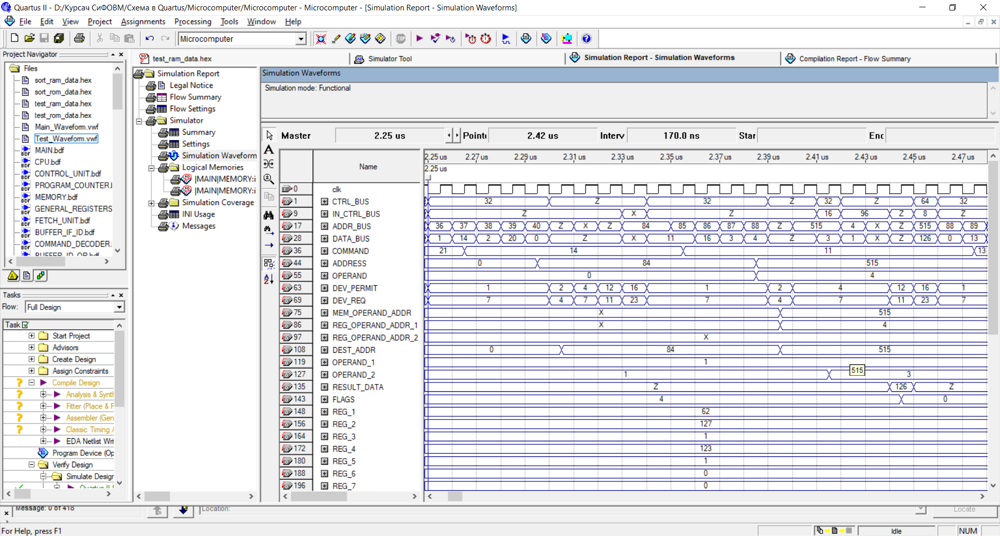 Quartus II - D:/Курсач СиФОВМ/Схема в Quartus/Microcomputer/Microcomputer - Microcomputer - [Simulation Report - Simulation Waveforms]
File Edit View Project Assignments Processing Tools Window Help
Microcomputer
STOP
Project Navigator
Files
sort_ram_data.hex
sort_rom_data.hex
test_ram_data.hex
test_rom_data.hex
Main_Waveform.vwf
Test_Waveform.vwf
MAIN.bdf
CPU.bdf
CONTROL_UNIT.bdf
PROGRAM_COUNTER.
MEMORY.bdf
GENERAL_REGISTERS
FETCH_UNIT.bdf
BUFFER_IF_ID.bdf
COMMAND_DECODER.
BUFFER_ID_OR.bdf
Tasks
Flow: Full Design
Task
Start Project
Advisors
Create Design
Assign Constraints
Compile Design
Analysis & Synth
Fitter (Place & F
Assembler (Gen
Classic Timing A
EDA Netlist Writ
Program Device (Op
Verify Design
Simulate Design
Quartus II S
test_ram_data.hex
Simulator Tool
Simulation Report - Simulation Waveforms
Compilation Report - Flow Summary
Simulation Report
Legal Notice
Flow Summary
Flow Settings
Simulator
Summary
Settings
Simulation Waveform
Logical Memories
|MAIN|MEMORY:i
|MAIN|MEMORY:i
Simulation Coverage
INI Usage
Messages
Simulation Waveforms
Simulation mode: Functional
Master 2.25 us Point 2.42 us Interv 170.0 ns Star End
Name
2.25 us 2.27 us 2.29 us 2.31 us 2.33 us 2.35 us 2.37 us 2.39 us 2.41 us 2.43 us 2.45 us 2.47 us
2.25 us
0 clk
1 CTRL_BUS 32 Z 32 Z 32 Z 64 32
9 IN_CTRL_BUS Z X Z 16 96 Z 8 Z
17 ADDR_BUS 36 37 38 39 40 Z X Z 84 85 86 87 88 Z 515 4 X Z 515 88 89
28 DATA_BUS 1 14 2 20 0 Z X 11 16 3 4 Z 3 1 X Z 126 0 13
36 COMMAND 21 14 11 13
44 ADDRESS 0 84 515
55 OPERAND 0 4
63 DEV_PERMIT 1 2 4 12 16 1 2 4 12 16 1
69 DEV_REQ 7 4 7 11 23 7 4 7 11 23 7
75 MEM_OPERAND_ADDR X 515
86 REG_OPERAND_ADDR_1 X 4
97 REG_OPERAND_ADDR_2 X
108 DEST_ADDR 0 84 515
119 OPERAND_1 1
127 OPERAND_2 1 515 3
135 RESULT_DATA Z 126 Z
143 FLAGS 4 0
148 REG_1 62
156 REG_2 127
164 REG_3 1
172 REG_4 123
180 REG_5 1
188 REG_6 0
196 REG_7 0
Message: 0 of 418
Location:
Locate
For Help, press F1
Idle
NUM